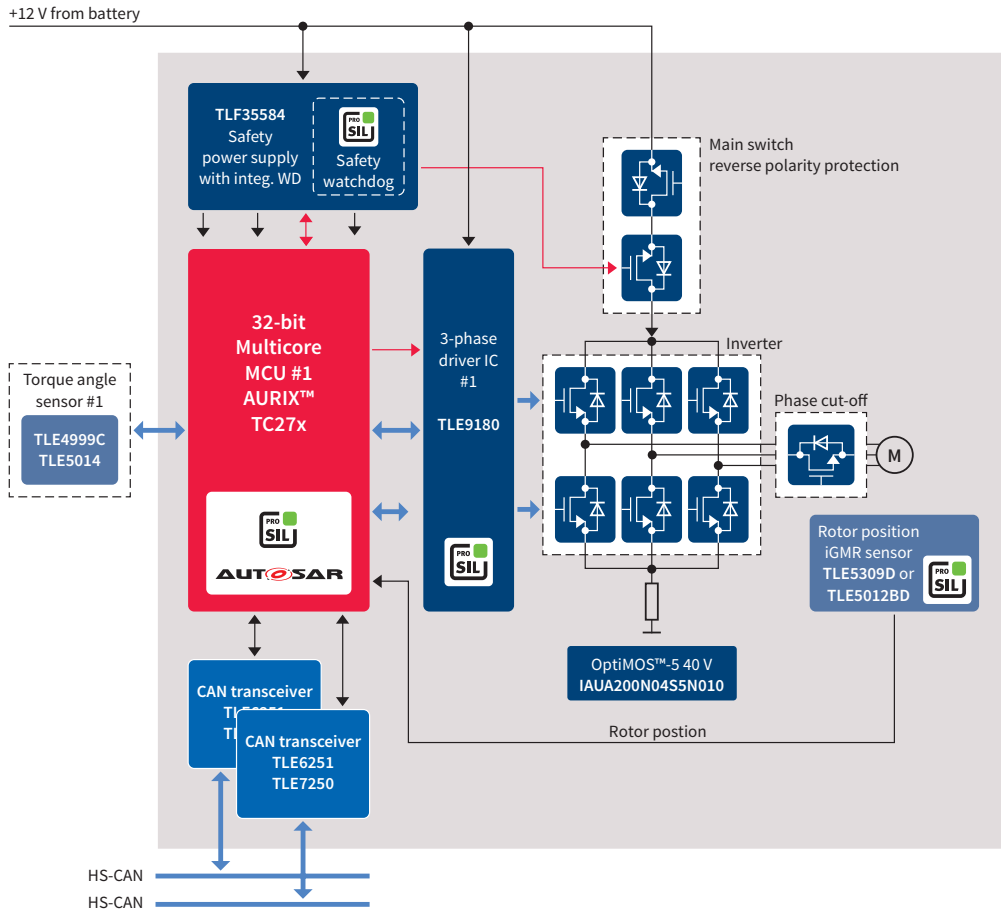 +12 V from battery
TLF35584
Safety
power supply
with integ. WD
PRO
SIL
Safety
watchdog
Main switch
reverse polarity protection
32-bit
Multicore
MCU #1
AURIX™
TC27x
PRO
SIL
AUTOSAR
3-phase
driver IC
#1
TLE9180
PRO
SIL
Inverter
Torque angle
sensor #1
TLE4999C
TLE5014
Phase cut-off
M
Rotor position
iGMR sensor
TLE5309D or
TLE5012BD
PRO
SIL
OptiMOS™-5 40 V
IAUA200N04S5N010
Rotor postion
CAN transceiver
CAN transceiver
TLE6251
TLE7250
HS-CAN
HS-CAN